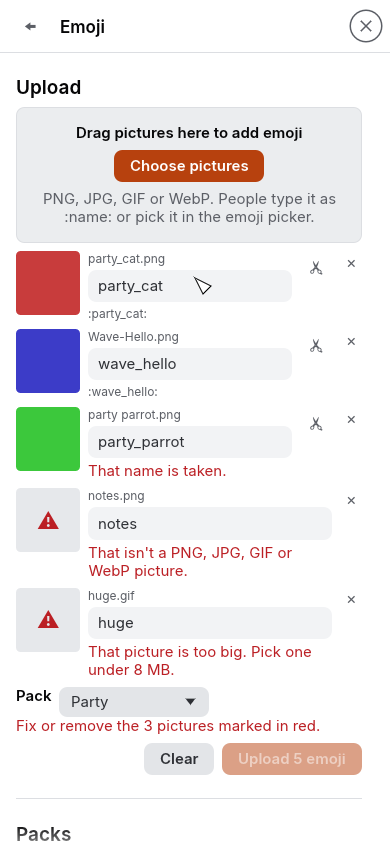 Emoji
Upload
Drag pictures here to add emoji
Choose pictures
PNG, JPG, GIF or WebP. People type it as
:name: or pick it in the emoji picker.
party_cat.png
party_cat
:party_cat:
Wave-Hello.png
wave_hello
:wave_hello:
party parrot.png
party_parrot
That name is taken.
notes.png
notes
That isn't a PNG, JPG, GIF or
WebP picture.
huge.gif
huge
That picture is too big. Pick one
under 8 MB.
Pack Party
Fix or remove the 3 pictures marked in red.
Clear Upload 5 emoji
Packs